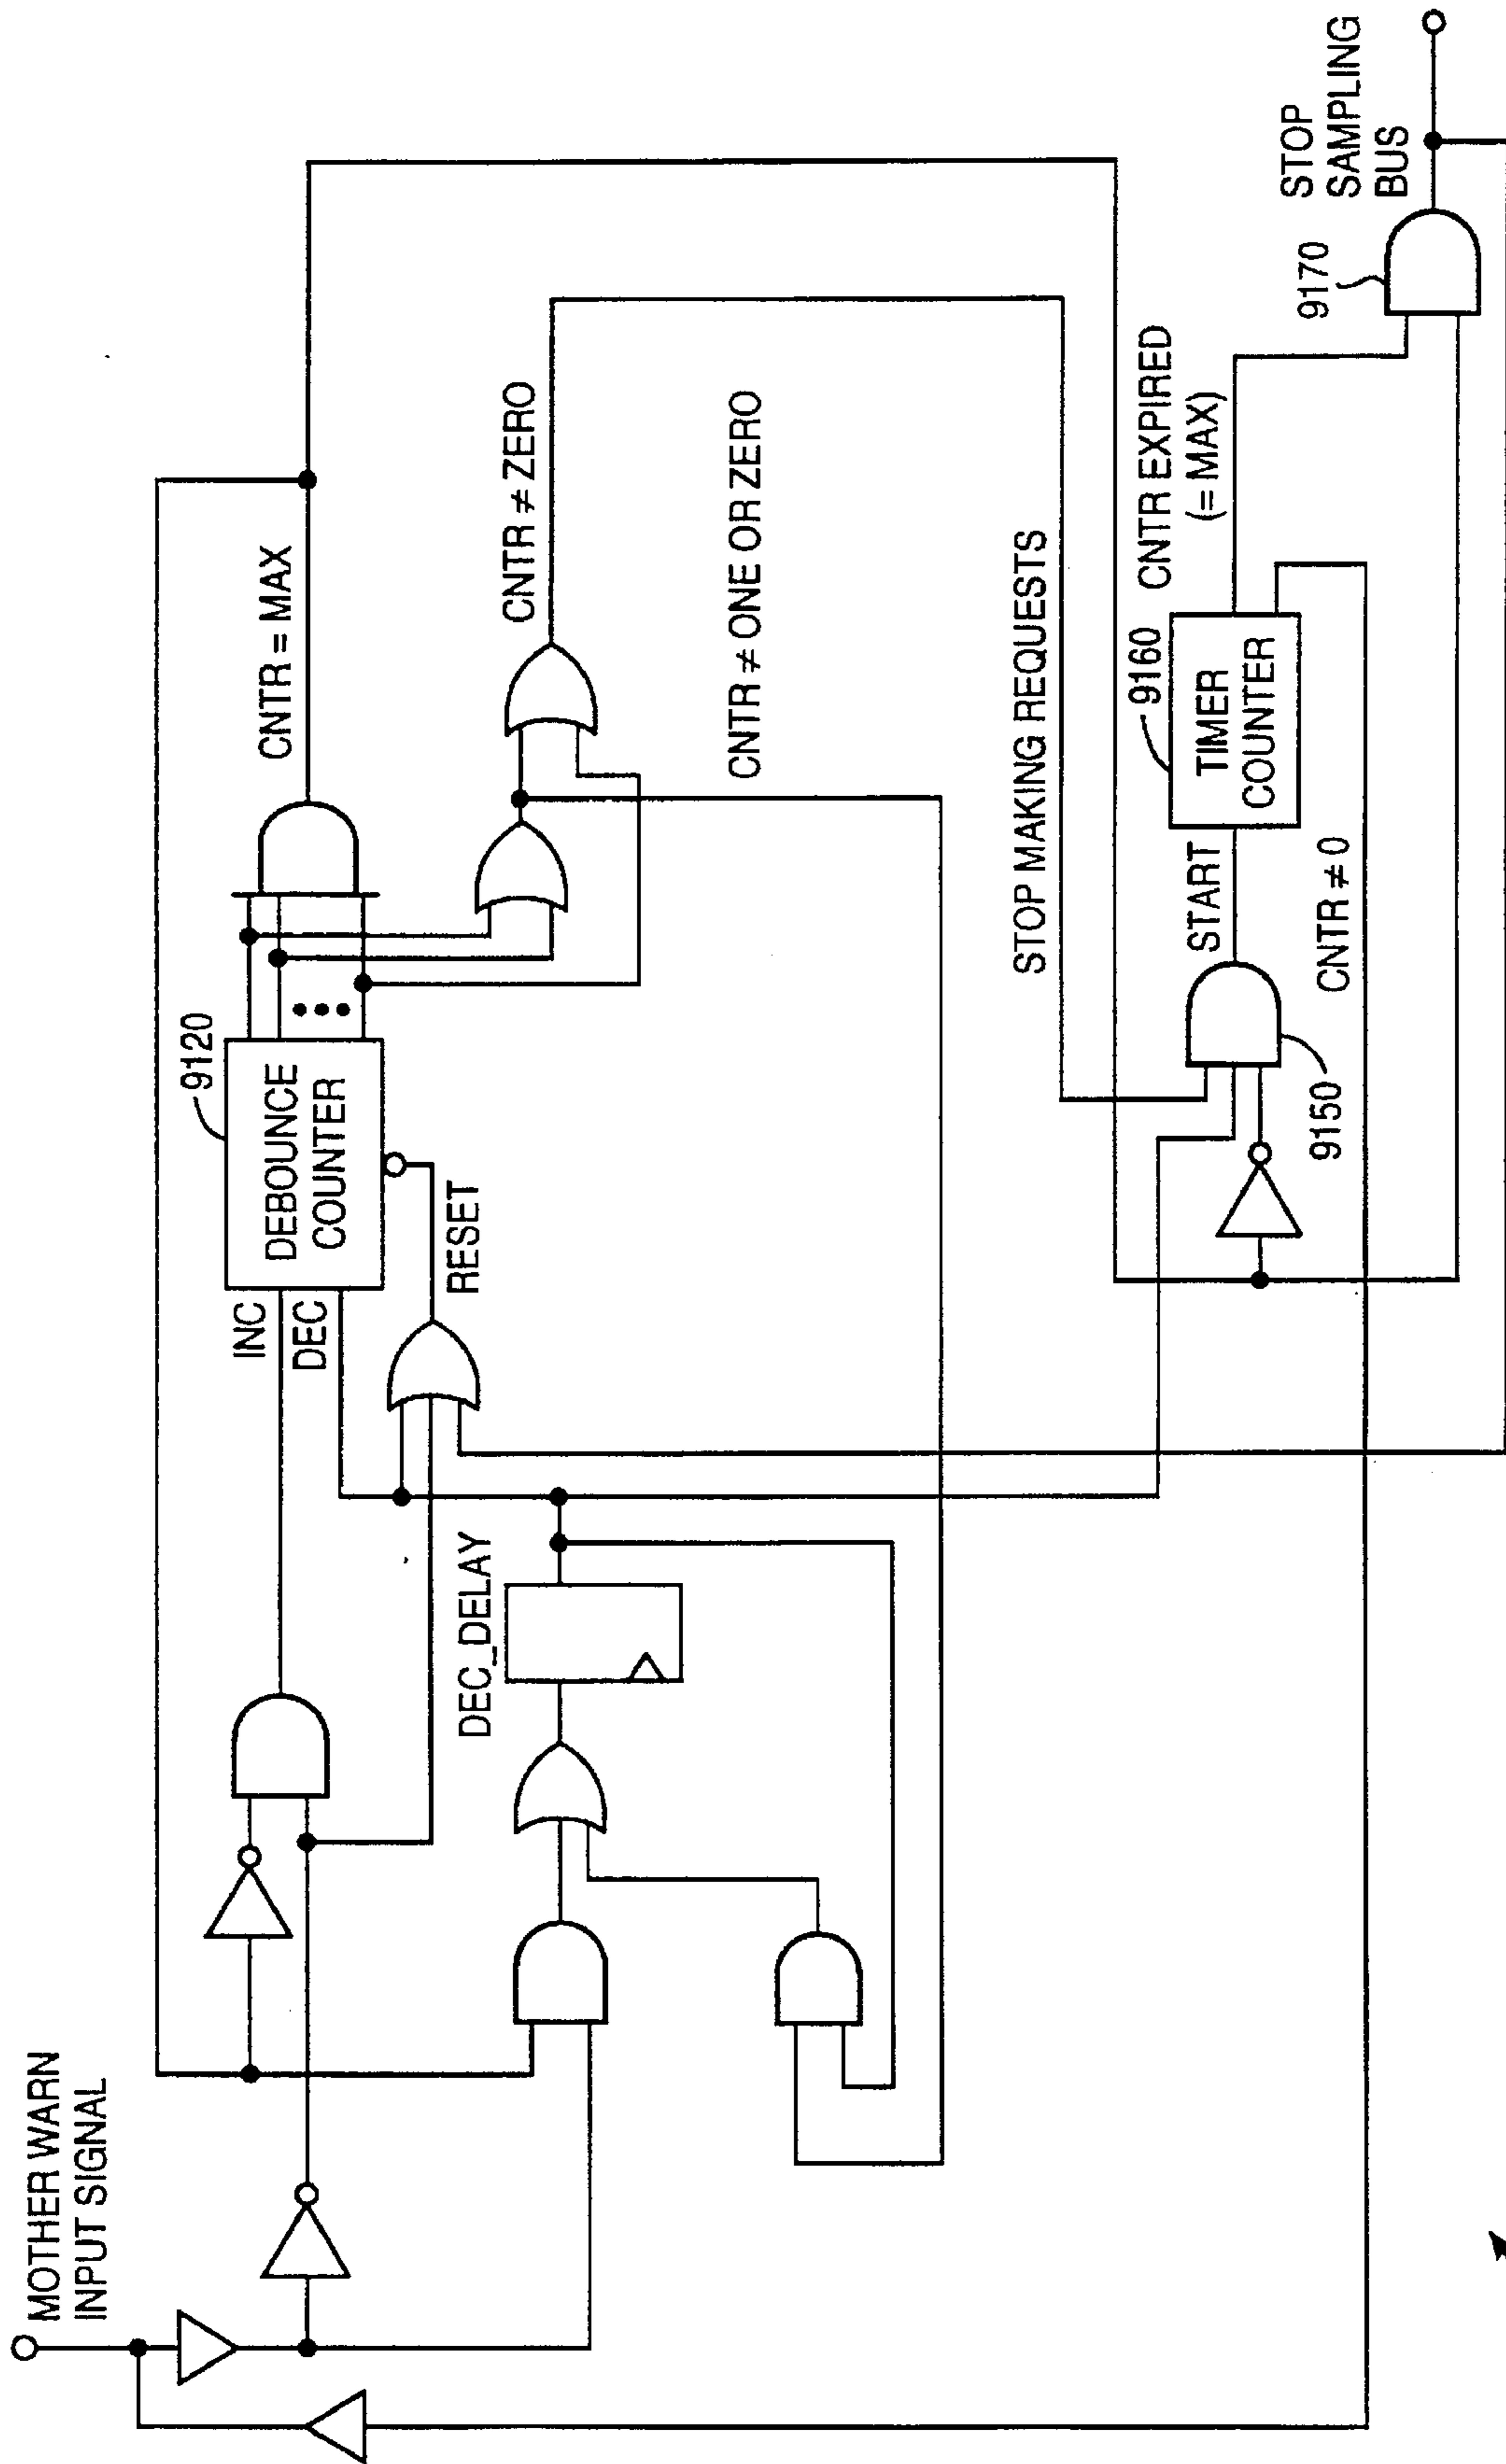 MOTHER WARN
INPUT SIGNAL
DEC_DELAY
INC
DEC
DEBOUNCE
COUNTER
9120
RESET
CNTR = MAX
CNTR ≠ ZERO
CNTR ≠ ONE OR ZERO
STOP MAKING REQUESTS
9150
START
CNTR ≠ 0
TIMER
COUNTER
9160
CNTR EXPIRED
(= MAX)
9170
STOP
SAMPLING
BUS